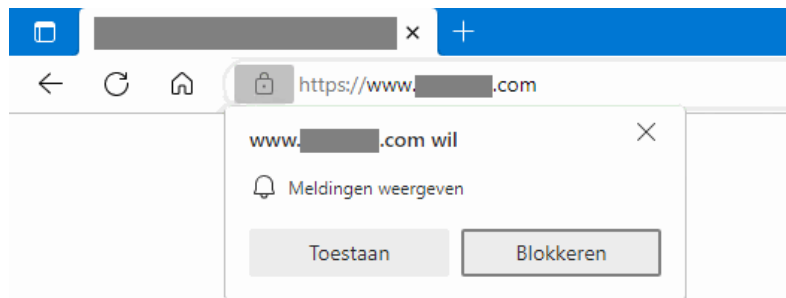 https://www. .com
www. .com wil
Meldingen weergeven
Toestaan Blokkeren